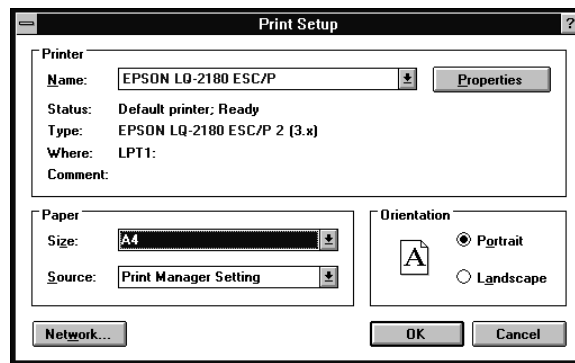 Print Setup ?
Printer
Name: EPSON LQ-2180 ESC/P Properties
Status: Default printer; Ready
Type: EPSON LQ-2180 ESC/P 2 (3.x)
Where: LPT1:
Comment:
Paper
Size: A4
Source: Print Manager Setting
Orientation
A
Portrait
Landscape
Network... OK Cancel